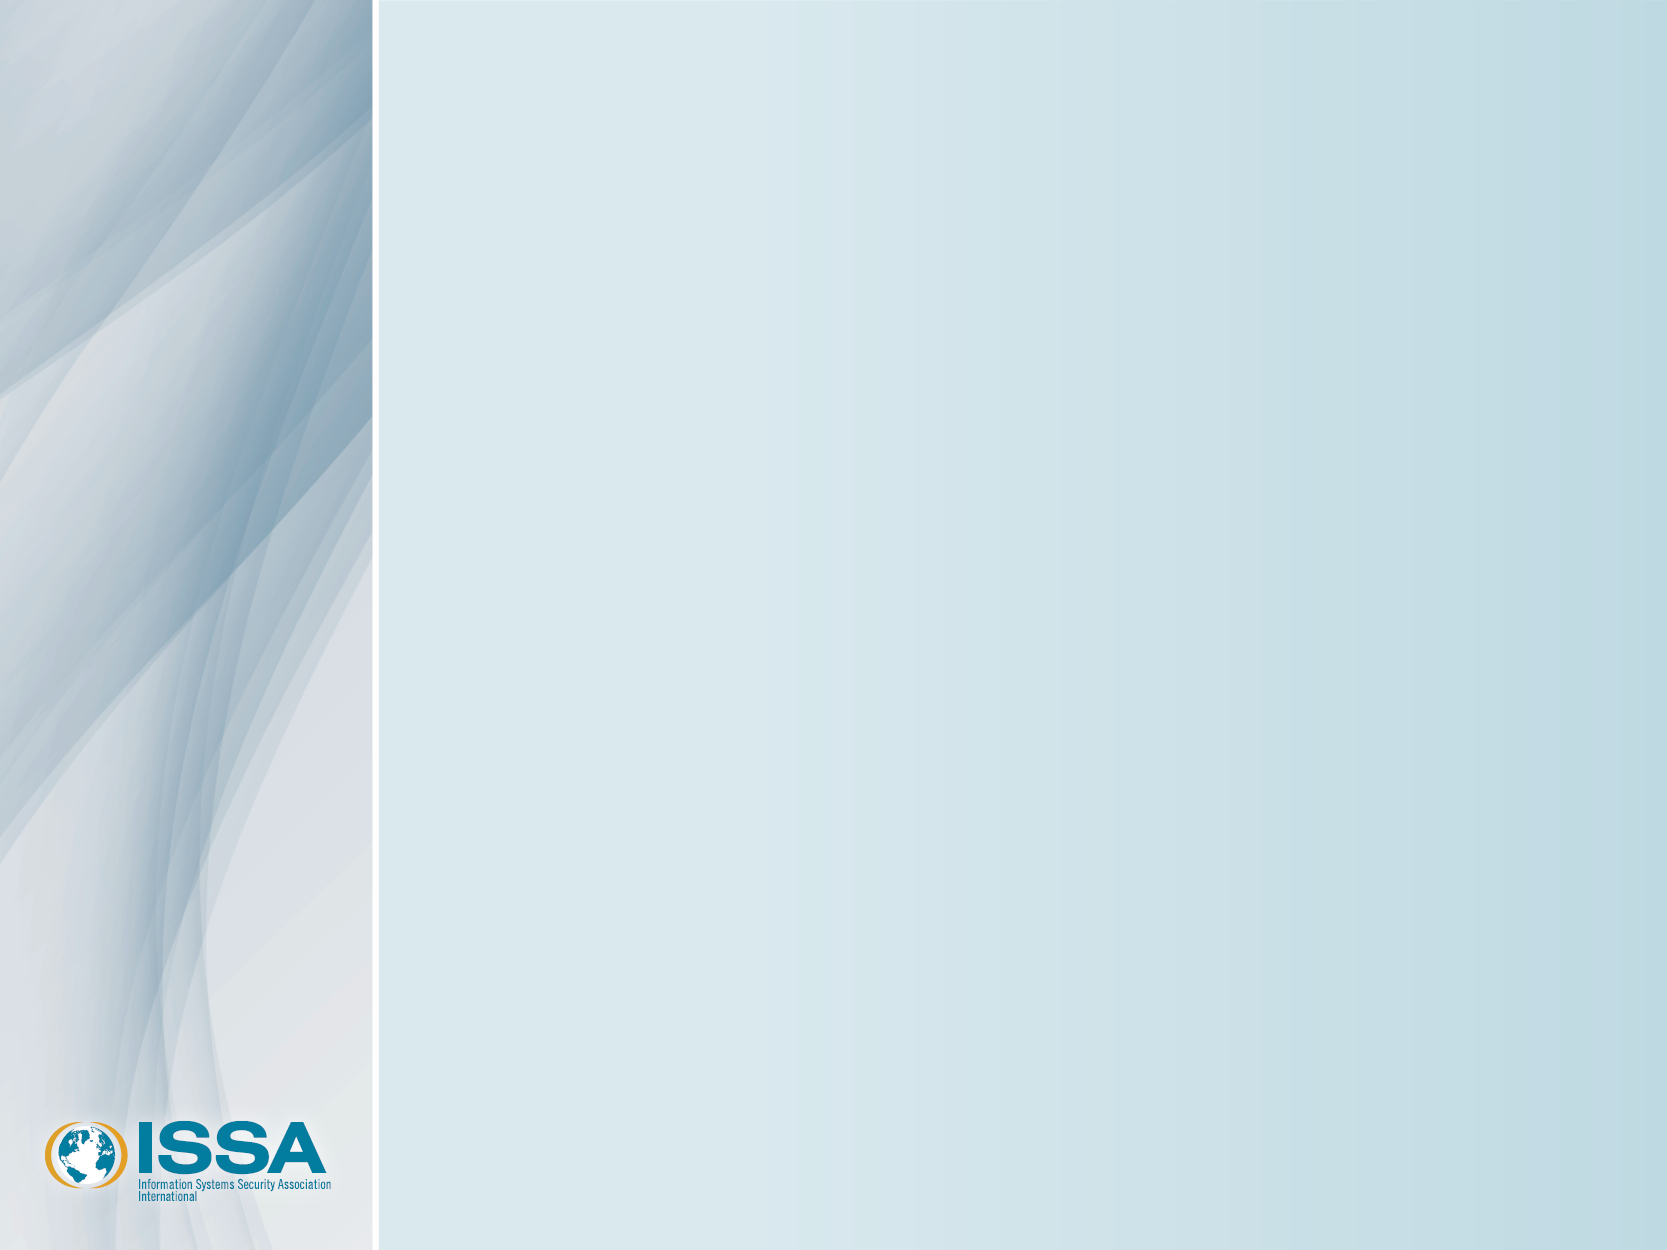 ISSA
Information Systems Security Association
International